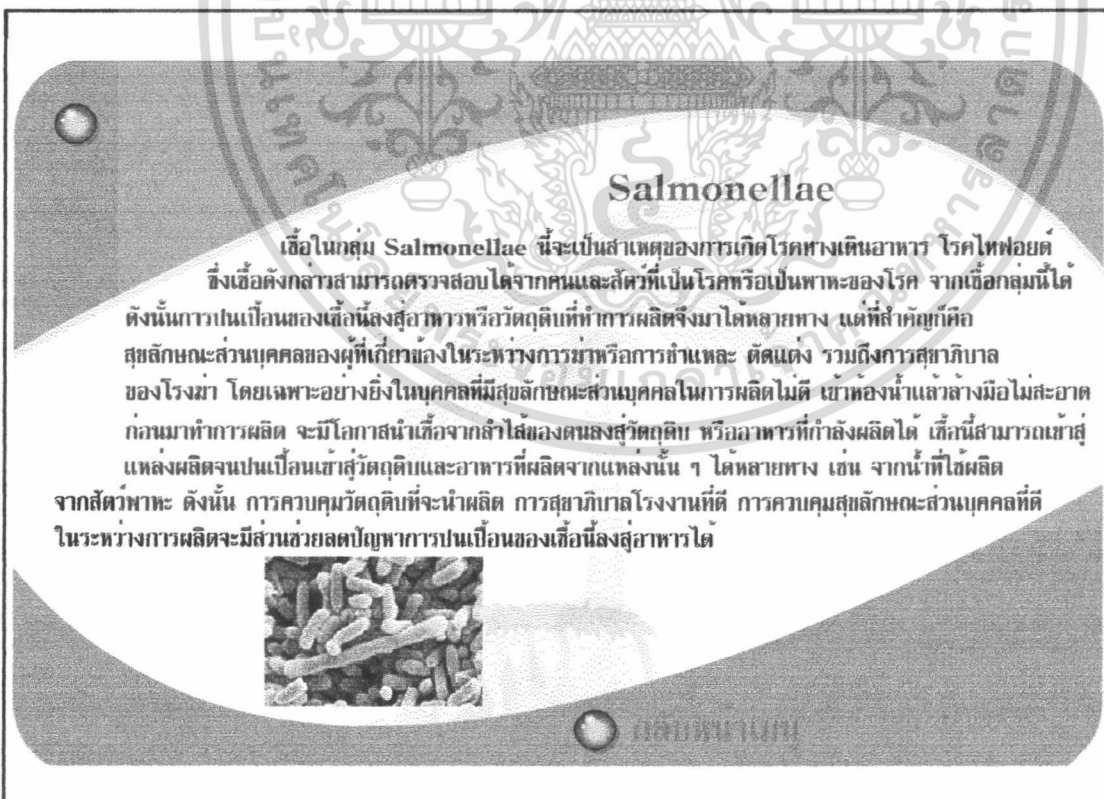 Salmonellae
เชื้อในกลุ่ม Salmonellae นี้จะเป็นสาเหตุของการเกิดโรคทางเดินอาหาร โรคไทฟอยด์
ซึ่งเชื้อดังกล่าวสามารถตรวจสอบได้จากคนและสัตว์ที่เป็นโรคหรือเป็นพาหะของโรค จากเชื้อกลุ่มนี้ได้
ดังนั้นการปนเปื้อนของเชื้อนี้ลงสู่อาหารหรือวัตถุดิบที่ทำการผลิตจึงมาได้หลายทาง แต่ที่สำคัญก็คือ
สุขลักษณะส่วนบุคคลของผู้ที่เกี่ยวข้องในระหว่างการฆ่าหรือการชำแหละ ตัดแต่ง รวมถึงการสุขาภิบาล
ของโรงฆ่า โดยเฉพาะอย่างยิ่งในบุคคลที่มีสุขลักษณะส่วนบุคคลในการผลิตไม่ดี เข้าห้องน้ำแล้วล้างมือไม่สะอาด
ก่อนมาทำการผลิต จะมีโอกาสนำเชื้อจากลำไส้ของตนลงสู่วัตถุดิบ หรืออาหารที่กำลังผลิตได้ เชื้อนี้สามารถเข้าสู่
แหล่งผลิตจนปนเปื้อนเข้าสู่วัตถุดิบและอาหารที่ผลิตจากแหล่งนั้น ๆ ได้หลายทาง เช่น จากน้ำที่ใช้ผลิต
จากสัตว์พาหะ ดังนั้น การควบคุมวัตถุดิบที่จะนำผลิต การสุขาภิบาลโรงงานที่ดี การควบคุมสุขลักษณะส่วนบุคคลที่ดี
ในระหว่างการผลิตจะมีส่วนช่วยลดปัญหาการปนเปื้อนของเชื้อนี้ลงสู่อาหารได้
กลับหน้าเมนู